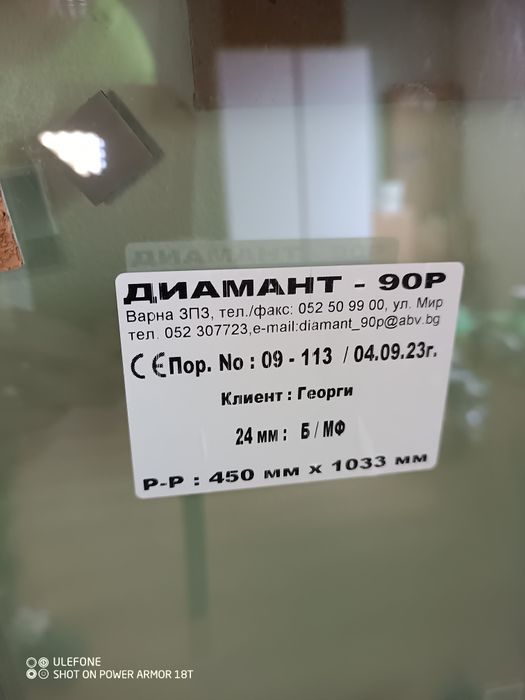 ДИАМАНТ - 90Р
Варна ЗПЗ, тел./факс: 052 50 99 00, ул. Мир
тел. 052 307723,e-mail:diamant_90p@abv.bg
CE Пор. No : 09 - 113 / 04.09.23г.
Клиент : Георги
24 мм : Б / МФ
Р-Р : 450 мм х 1033 мм
ULEFONE
SHOT ON POWER ARMOR 18T